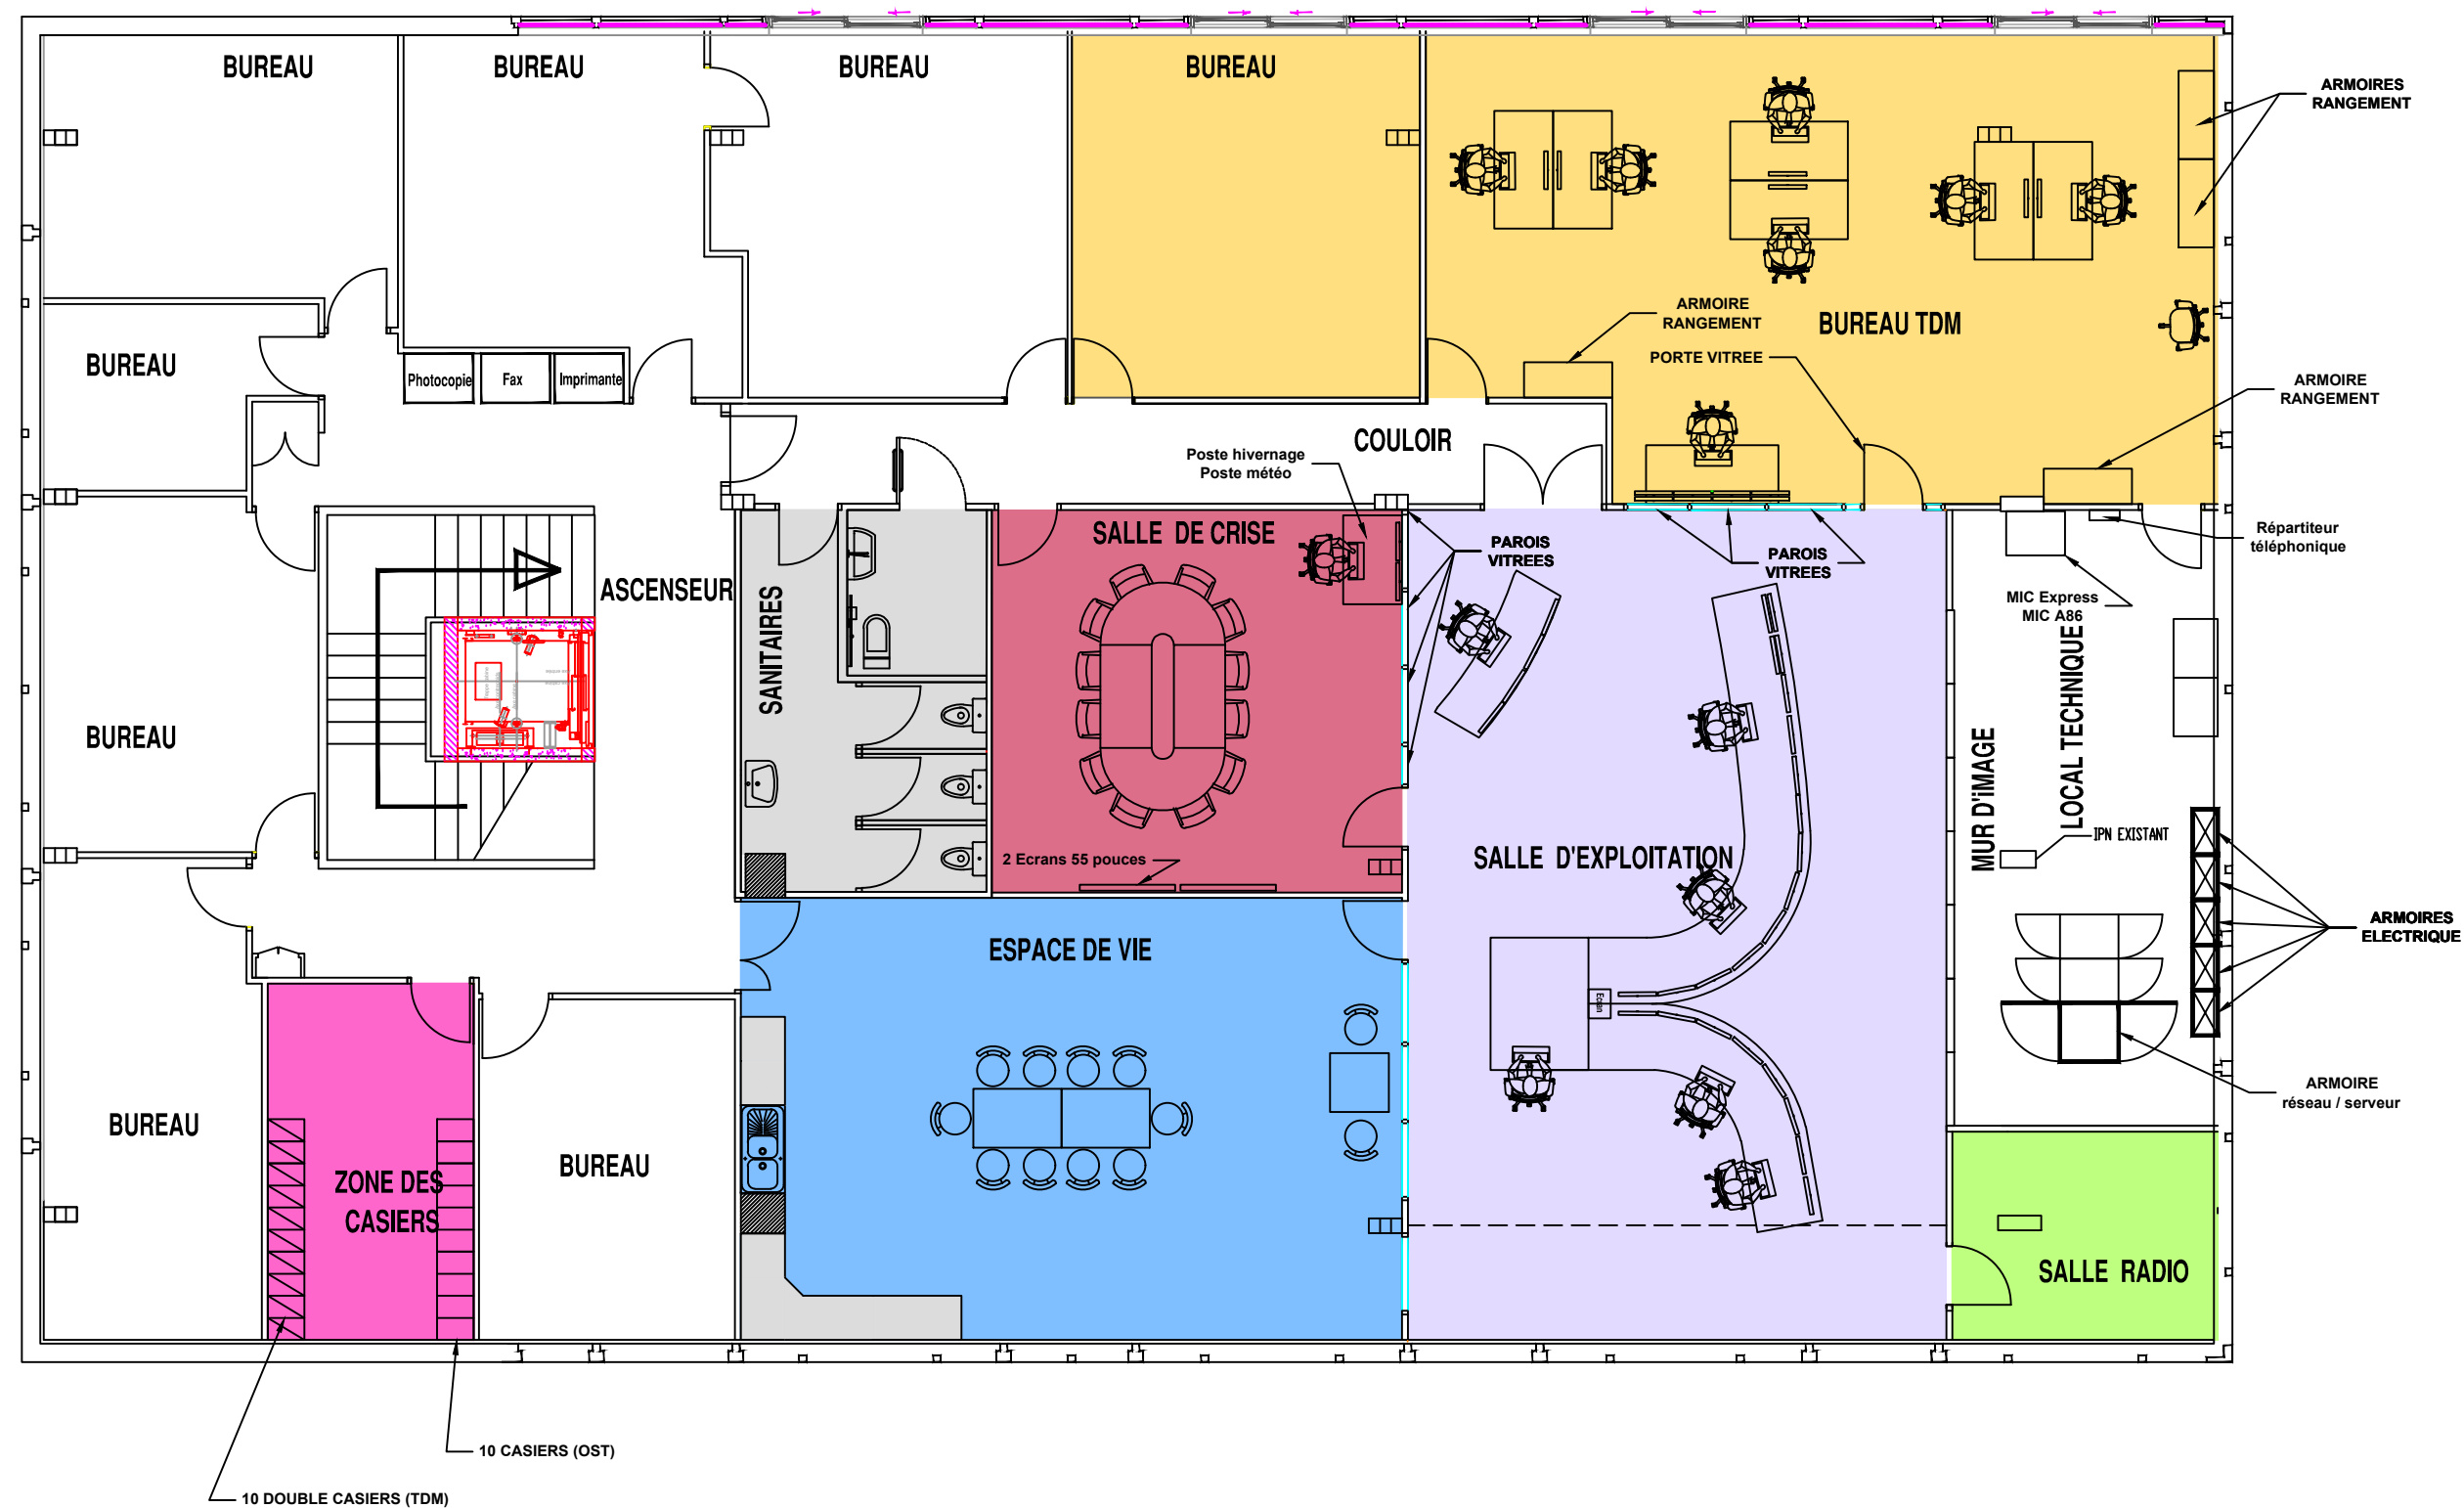 BUREAU
BUREAU
BUREAU
BUREAU
ARMOIRES
RANGEMENT
ARMOIRE
RANGEMENT
BUREAU TDM
PORTE VITREE
BUREAU
Photocopie
Fax
Imprimante
ARMOIRE
RANGEMENT
COULOIR
Poste hivernage
Poste météo
SALLE DE CRISE
PAROIS
VITREES
PAROIS
VITREES
Répartiteur
téléphonique
ASCENSEUR
SANITAIRES
MIC Express
MIC A86
LOCAL TECHNIQUE
MUR D'iMAGE
BUREAU
IPN EXISTANT
2 Ecrans 55 pouces
SALLE D'EXPLOITATION
ARMOIRES
ELECTRIQUE
ESPACE DE VIE
Ecran
ARMOIRE
réseau / serveur
BUREAU
BUREAU
ZONE DES
CASIERS
SALLE RADIO
10 CASIERS (OST)
10 DOUBLE CASIERS (TDM)